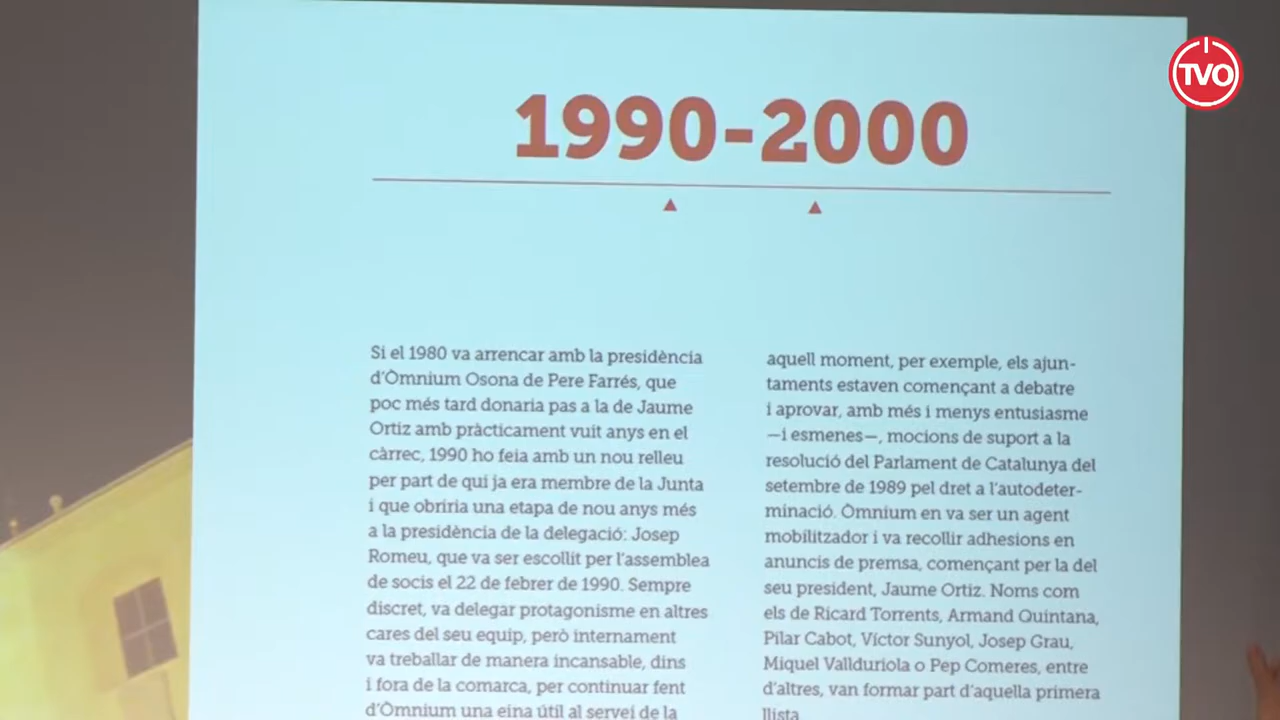 TVO
1990-2000
Si el 1980 va arrencar amb la presidència
d'Òmnium Osona de Pere Farrés, que
poc més tard donaria pas a la de Jaume
Ortiz amb pràcticament vuit anys en el
càrrec, 1990 ho feia amb un nou relleu
per part de qui ja era membre de la Junta
i que obriria una etapa de nou anys més
a la presidència de la delegació: Josep
Romeu, que va ser escollit per l'assemblea
de socis el 22 de febrer de 1990. Sempre
discret, va delegar protagonisme en altres
cares del seu equip, però internament
va treballar de manera incansable, dins
i fora de la comarca, per continuar fent
d'Òmnium una eina útil al servei de la
aquell moment, per exemple, els ajun-
taments estaven començant a debatre
i aprovar, amb més i menys entusiasme
—i esmenes—, mocions de suport a la
resolució del Parlament de Catalunya del
setembre de 1989 pel dret a l'autodeter-
minació. Òmnium en va ser un agent
mobilitzador i va recollir adhesions en
anuncis de premsa, començant per la del
seu president, Jaume Ortiz. Noms com
els de Ricard Torrents, Armand Quintana,
Pilar Cabot, Víctor Sunyol, Josep Grau,
Miquel Vallduriola o Pep Comeres, entre
d'altres, van formar part d'aquella primera
llista